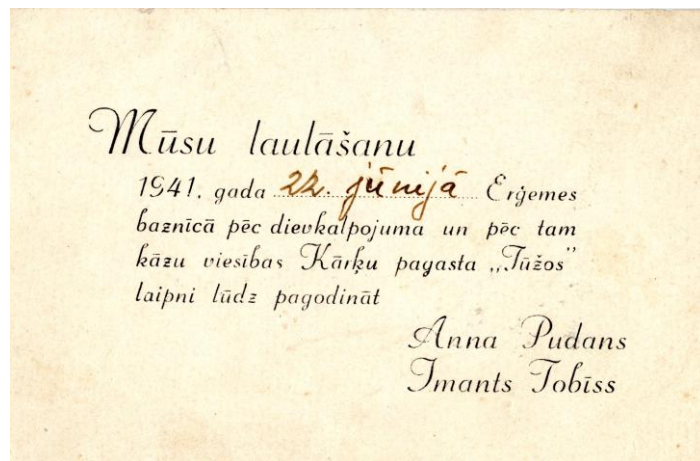 Mūsu laulāšanu
1941. gada 22. jūnijā Ērģemes
baznīcā pēc dievkalpojuma un pēc tam
kāzu viesības Kārķu pagasta „Tūžos”
laipni lūdz pagodināt
Anna Pudans
Imants Tobīss